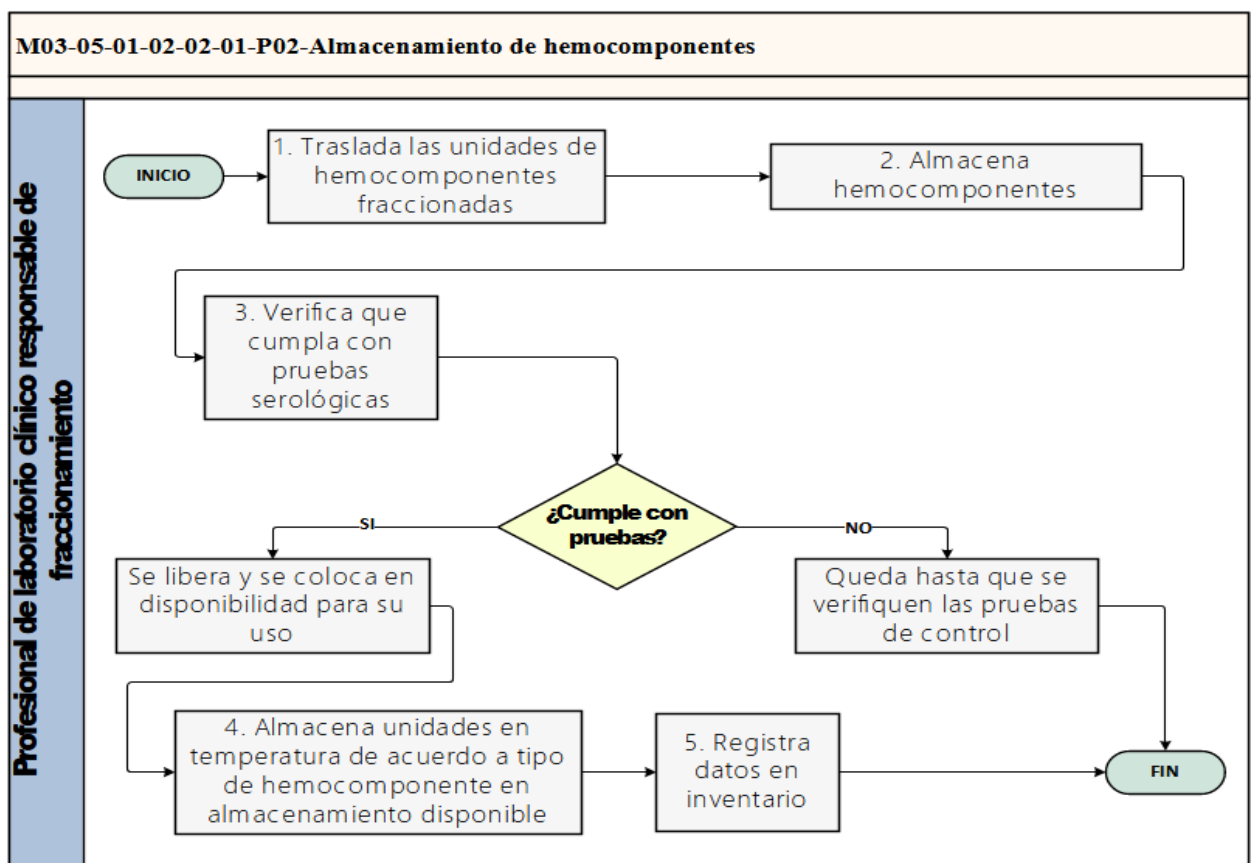 M03-05-01-02-02-01-P02-Almacenamiento de hemocomponentes
Profesional de laboratorio clínico responsable de
fraccionamiento
INICIO
1. Traslada las unidades de
hemocomponentes
fraccionadas
2. Almacena
hemocomponentes
3. Verifica que
cumpla con
pruebas
serológicas
¿Cumple con
pruebas?
SI
NO
Se libera y se coloca en
disponibilidad para su
uso
Queda hasta que se
verifiquen las pruebas
de control
4. Almacena unidades en
temperatura de acuerdo a tipo
de hemocomponente en
almacenamiento disponible
5. Registra
datos en
inventario
FIN